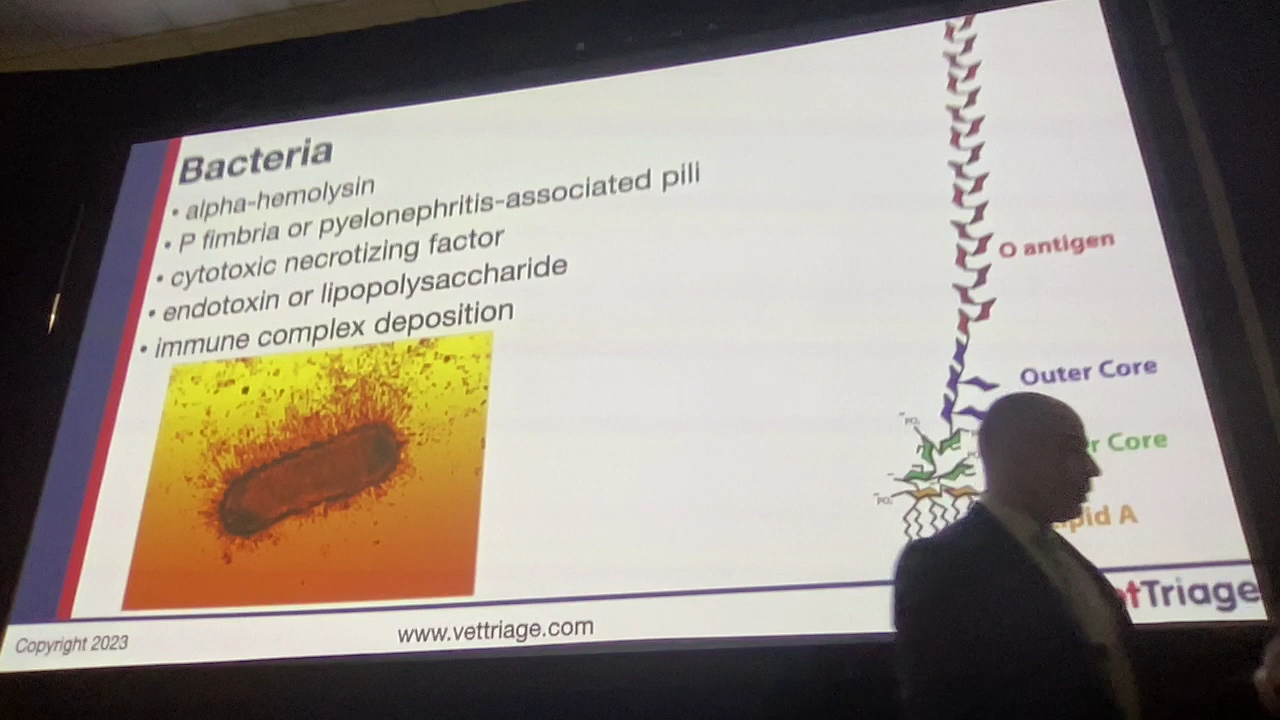 Bacteria
• alpha-hemolysin
• P fimbria or pyelonephritis-associated pili
• cytotoxic necrotizing factor
• endotoxin or lipopolysaccharide
• immune complex deposition
O antigen
Outer Core
r Core
pid A
tTriage
www.vettriage.com
Copyright 2023